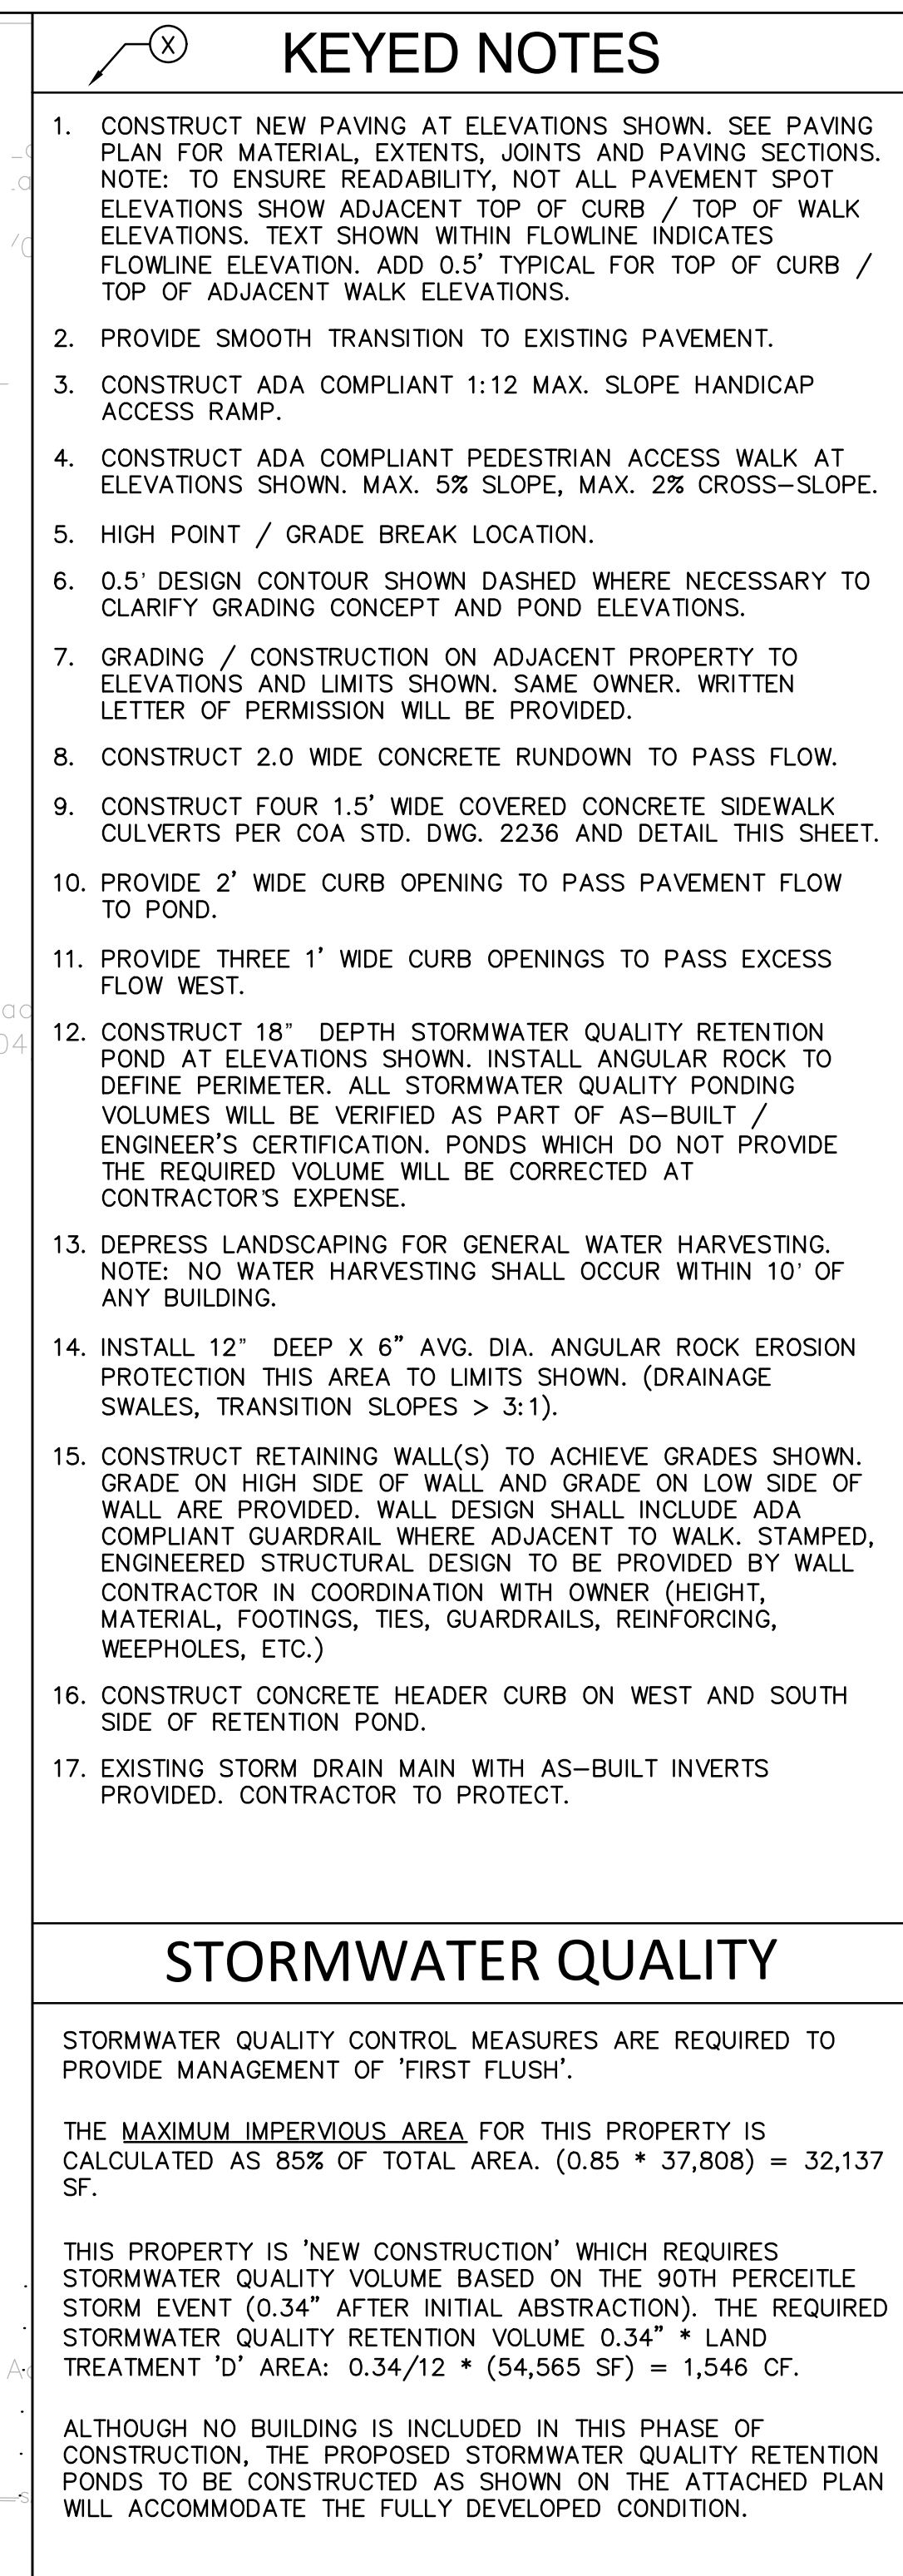 X
KEYED NOTES
1. CONSTRUCT NEW PAVING AT ELEVATIONS SHOWN. SEE PAVING
PLAN FOR MATERIAL, EXTENTS, JOINTS AND PAVING SECTIONS.
NOTE: TO ENSURE READABILITY, NOT ALL PAVEMENT SPOT
ELEVATIONS SHOW ADJACENT TOP OF CURB / TOP OF WALK
ELEVATIONS. TEXT SHOWN WITHIN FLOWLINE INDICATES
FLOWLINE ELEVATION. ADD 0.5' TYPICAL FOR TOP OF CURB /
TOP OF ADJACENT WALK ELEVATIONS.
2. PROVIDE SMOOTH TRANSITION TO EXISTING PAVEMENT.
3. CONSTRUCT ADA COMPLIANT 1:12 MAX. SLOPE HANDICAP
ACCESS RAMP.
4. CONSTRUCT ADA COMPLIANT PEDESTRIAN ACCESS WALK AT
ELEVATIONS SHOWN. MAX. 5% SLOPE, MAX. 2% CROSS–SLOPE.
5. HIGH POINT / GRADE BREAK LOCATION.
6. 0.5' DESIGN CONTOUR SHOWN DASHED WHERE NECESSARY TO
CLARIFY GRADING CONCEPT AND POND ELEVATIONS.
7. GRADING / CONSTRUCTION ON ADJACENT PROPERTY TO
ELEVATIONS AND LIMITS SHOWN. SAME OWNER. WRITTEN
LETTER OF PERMISSION WILL BE PROVIDED.
8. CONSTRUCT 2.0 WIDE CONCRETE RUNDOWN TO PASS FLOW.
9. CONSTRUCT FOUR 1.5' WIDE COVERED CONCRETE SIDEWALK
CULVERTS PER COA STD. DWG. 2236 AND DETAIL THIS SHEET.
10. PROVIDE 2' WIDE CURB OPENING TO PASS PAVEMENT FLOW
TO POND.
11. PROVIDE THREE 1' WIDE CURB OPENINGS TO PASS EXCESS
FLOW WEST.
12. CONSTRUCT 18" DEPTH STORMWATER QUALITY RETENTION
POND AT ELEVATIONS SHOWN. INSTALL ANGULAR ROCK TO
DEFINE PERIMETER. ALL STORMWATER QUALITY PONDING
VOLUMES WILL BE VERIFIED AS PART OF AS–BUILT /
ENGINEER'S CERTIFICATION. PONDS WHICH DO NOT PROVIDE
THE REQUIRED VOLUME WILL BE CORRECTED AT
CONTRACTOR'S EXPENSE.
13. DEPRESS LANDSCAPING FOR GENERAL WATER HARVESTING.
NOTE: NO WATER HARVESTING SHALL OCCUR WITHIN 10' OF
ANY BUILDING.
14. INSTALL 12" DEEP X 6" AVG. DIA. ANGULAR ROCK EROSION
PROTECTION THIS AREA TO LIMITS SHOWN. (DRAINAGE
SWALES, TRANSITION SLOPES > 3:1).
15. CONSTRUCT RETAINING WALL(S) TO ACHIEVE GRADES SHOWN.
GRADE ON HIGH SIDE OF WALL AND GRADE ON LOW SIDE OF
WALL ARE PROVIDED. WALL DESIGN SHALL INCLUDE ADA
COMPLIANT GUARDRAIL WHERE ADJACENT TO WALK. STAMPED,
ENGINEERED STRUCTURAL DESIGN TO BE PROVIDED BY WALL
CONTRACTOR IN COORDINATION WITH OWNER (HEIGHT,
MATERIAL, FOOTINGS, TIES, GUARDRAILS, REINFORCING,
WEEPHOLES, ETC.)
16. CONSTRUCT CONCRETE HEADER CURB ON WEST AND SOUTH
SIDE OF RETENTION POND.
17. EXISTING STORM DRAIN MAIN WITH AS–BUILT INVERTS
PROVIDED. CONTRACTOR TO PROTECT.
STORMWATER QUALITY
STORMWATER QUALITY CONTROL MEASURES ARE REQUIRED TO
PROVIDE MANAGEMENT OF 'FIRST FLUSH'.
THE MAXIMUM IMPERVIOUS AREA FOR THIS PROPERTY IS
CALCULATED AS 85% OF TOTAL AREA. (0.85 * 37,808) = 32,137
SF.
THIS PROPERTY IS 'NEW CONSTRUCTION' WHICH REQUIRES
STORMWATER QUALITY VOLUME BASED ON THE 90TH PERCEITLE
STORM EVENT (0.34" AFTER INITIAL ABSTRACTION). THE REQUIRED
STORMWATER QUALITY RETENTION VOLUME 0.34" * LAND
TREATMENT 'D' AREA: 0.34/12 * (54,565 SF) = 1,546 CF.
ALTHOUGH NO BUILDING IS INCLUDED IN THIS PHASE OF
CONSTRUCTION, THE PROPOSED STORMWATER QUALITY RETENTION
PONDS TO BE CONSTRUCTED AS SHOWN ON THE ATTACHED PLAN
WILL ACCOMMODATE THE FULLY DEVELOPED CONDITION.